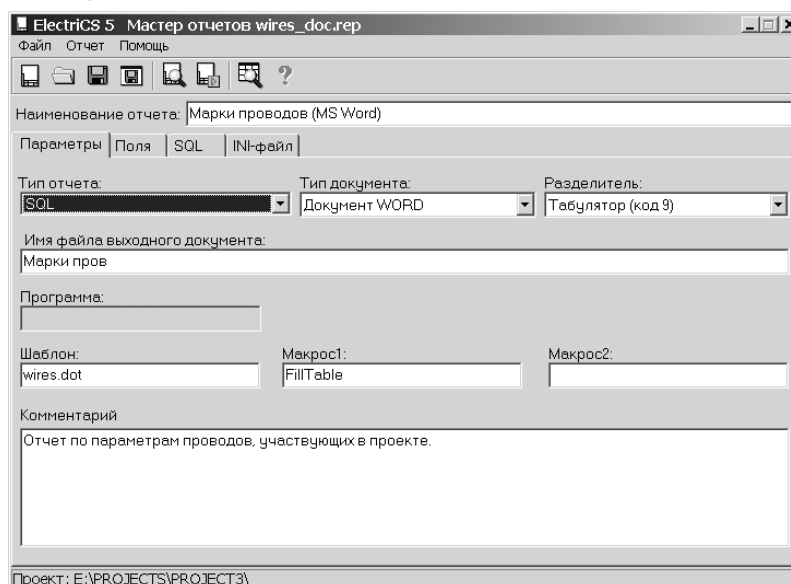 ElectriCS 5 Мастер отчетов wires_doc.rep
Файл Отчет Помощь
Наименование отчета: Марки проводов (MS Word)
Параметры Поля SQL INI-файл
Тип отчета: Тип документа: Разделитель:
SQL Документ WORD Табулятор (код 9)
Имя файла выходного документа:
Марки пров
Программа:
Шаблон: Макрос1: Макрос2:
wires.dot FillTable
Комментарий
Отчет по параметрам проводов, участвующих в проекте.
Проект: E:\PROJECTS\PROJECT3\